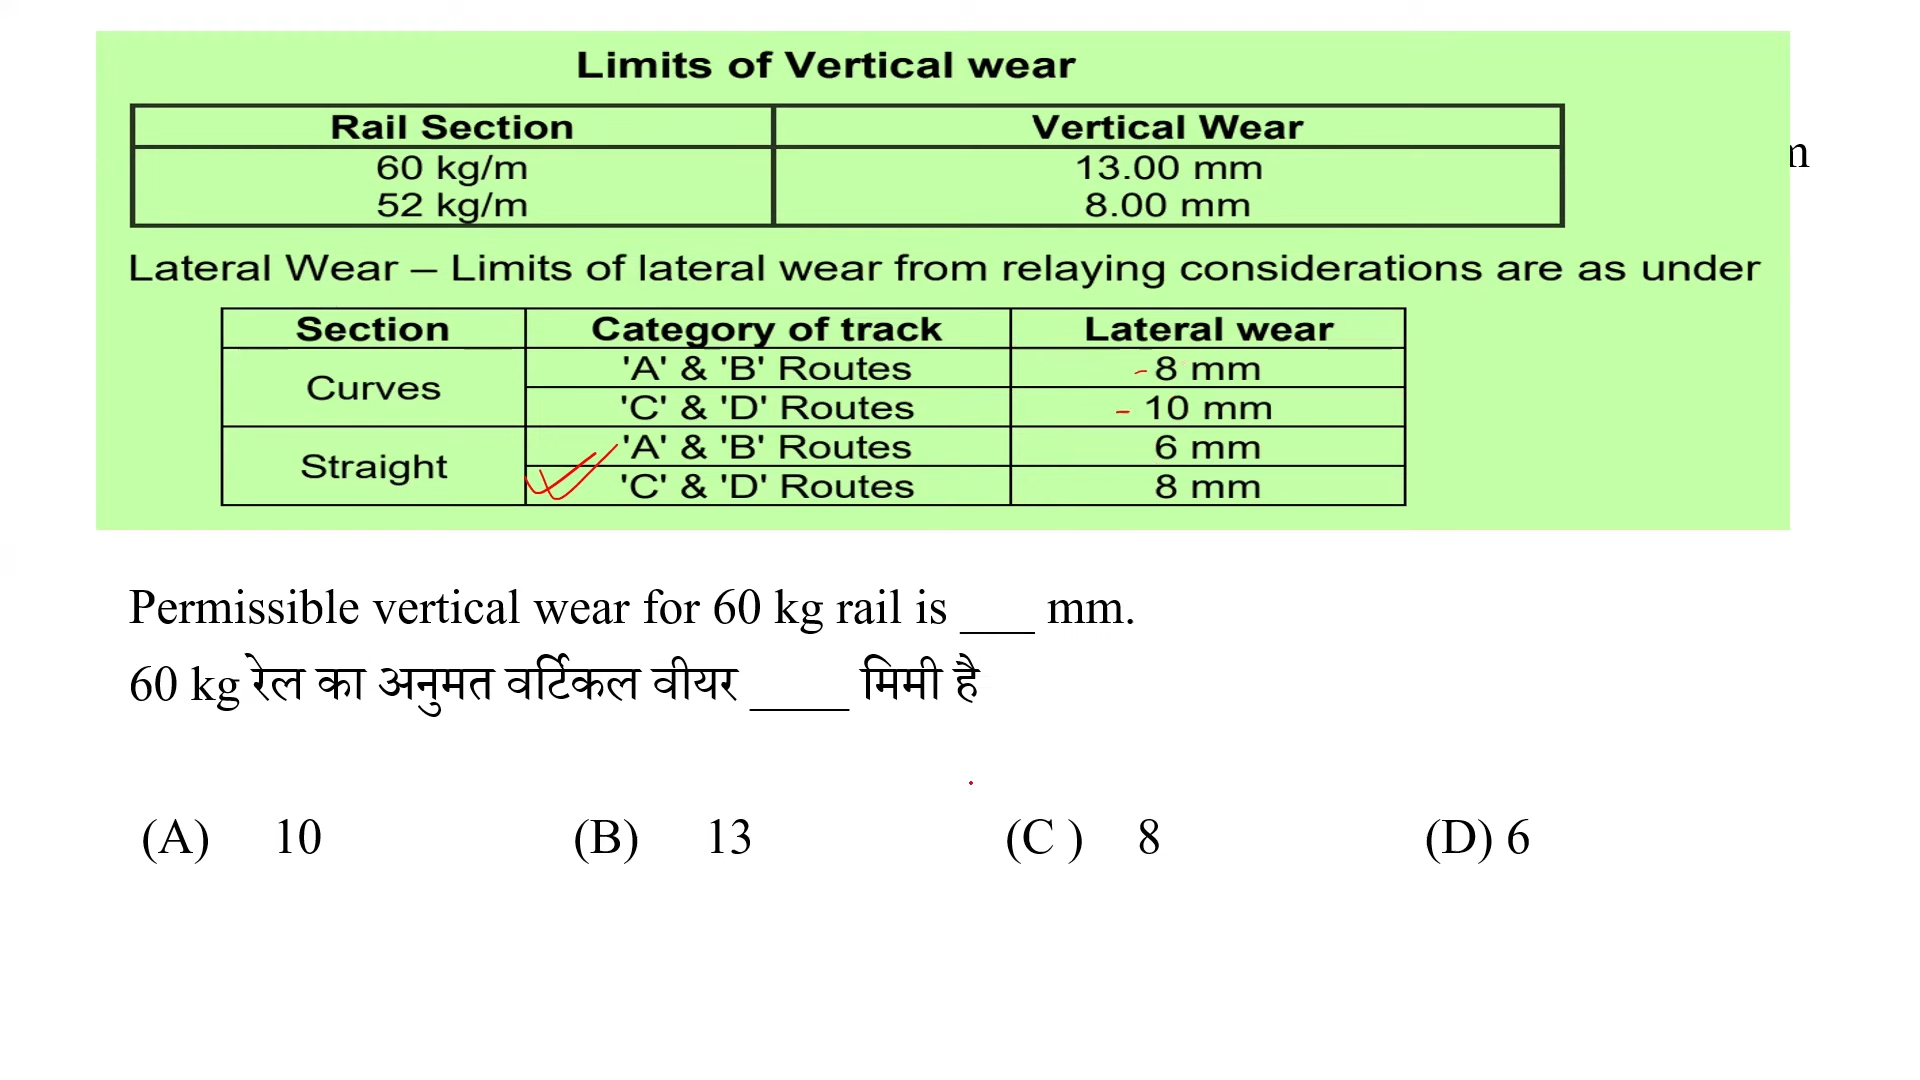 Limits of Vertical wear
Rail Section Vertical Wear
60 kg/m 13.00 mm
52 kg/m 8.00 mm
m
Lateral Wear – Limits of lateral wear from relaying considerations are as under
Section Category of track Lateral wear
Curves 'A' & 'B' Routes 8 mm
'C' & 'D' Routes 10 mm
Straight 'A' & 'B' Routes 6 mm
'C' & 'D' Routes 8 mm
Permissible vertical wear for 60 kg rail is ___ mm.
60 kg रेल का अनुमत वर्टिकल वीयर ____ मिमी है
(A) 10 (B) 13 (C ) 8 (D) 6